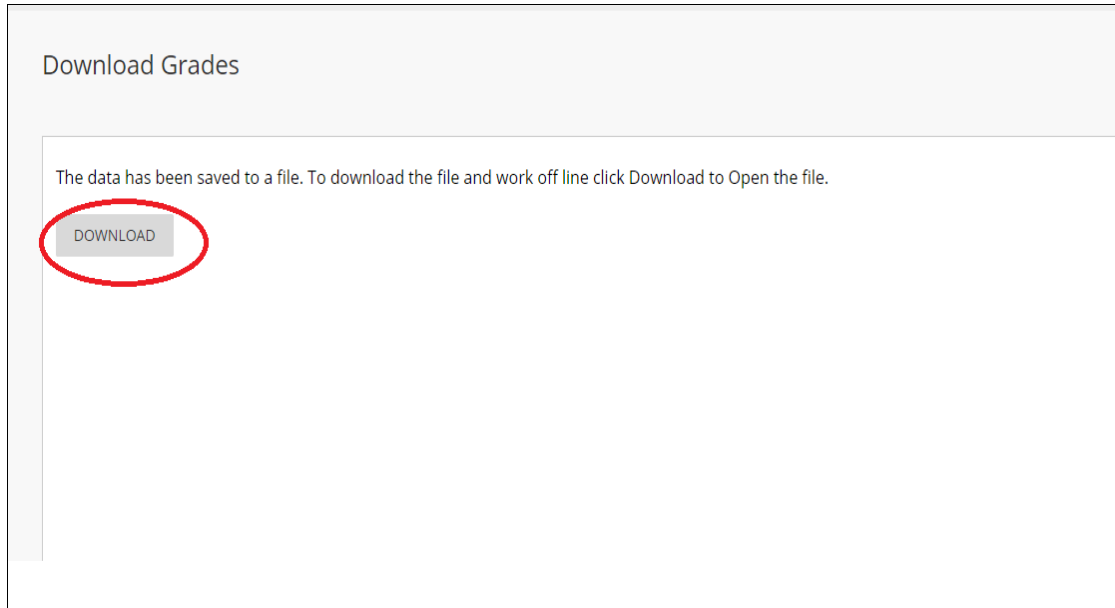 Download Grades
The data has been saved to a file. To download the file and work off line click Download to Open the file.
DOWNLOAD